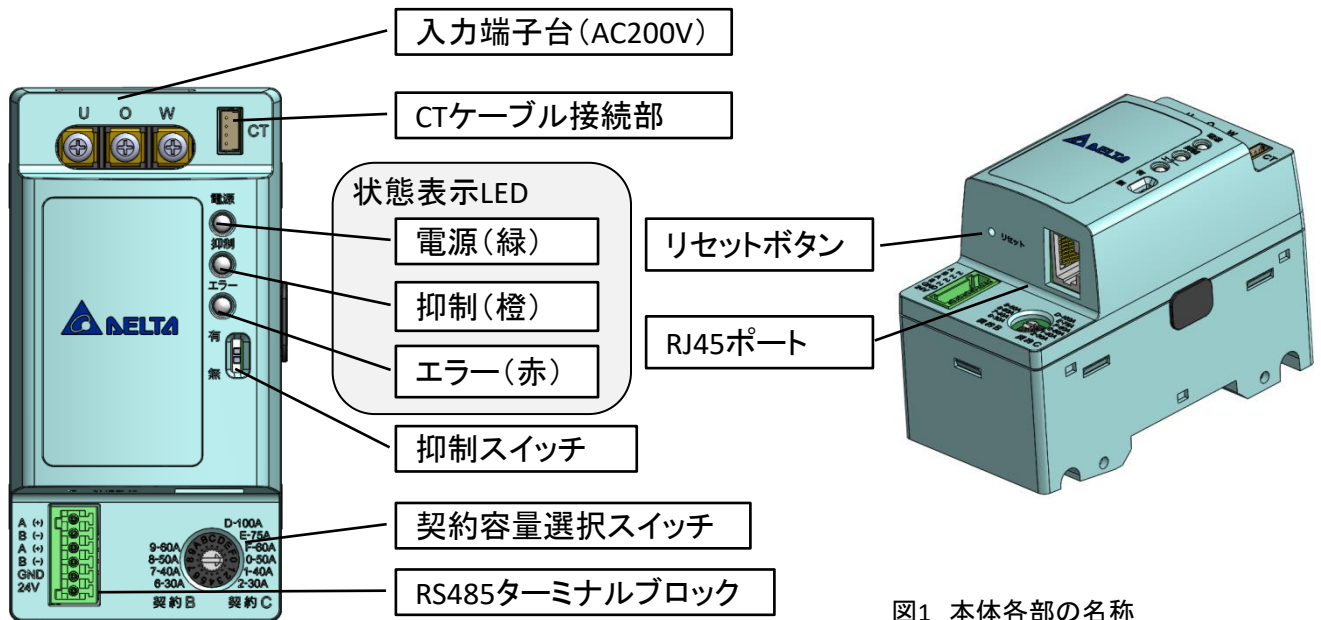 入力端子台（AC200V）
U O W
CT
CTケーブル接続部
状態表示LED
電源
電源（緑）
抑制
抑制（橙）
エラー
エラー（赤）
DELTA
有
無
抑制スイッチ
契約容量選択スイッチ
A (+)
B (-)
A (+)
B (-)
GND
24V
9-60A
8-50A
7-40A
6-30A
契約 B
D-100A
E-75A
F-60A
0-50A
1-40A
2-30A
契約 C
RS485ターミナルブロック
リセットボタン
リセット
RJ45ポート
DELTA
CT
図1 本体各部の名称